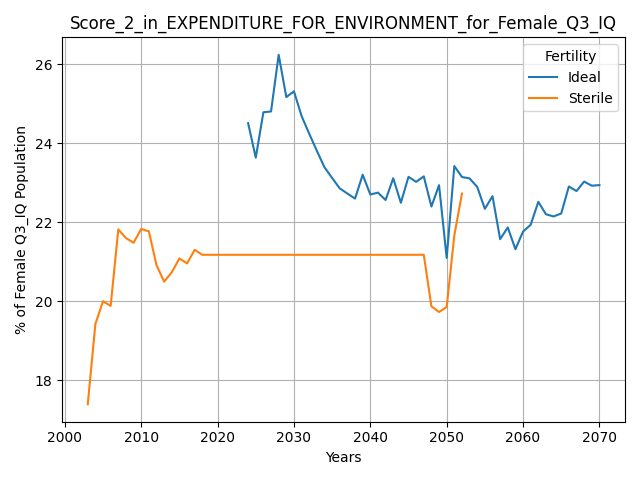 Score_2_in_EXPENDITURE_FOR_ENVIRONMENT_for_Female_Q3_IQ
Fertility
Ideal
Sterile
% of Female Q3_IQ Population
26
24
22
20
18
2000 2010 2020 2030 2040 2050 2060 2070
Years